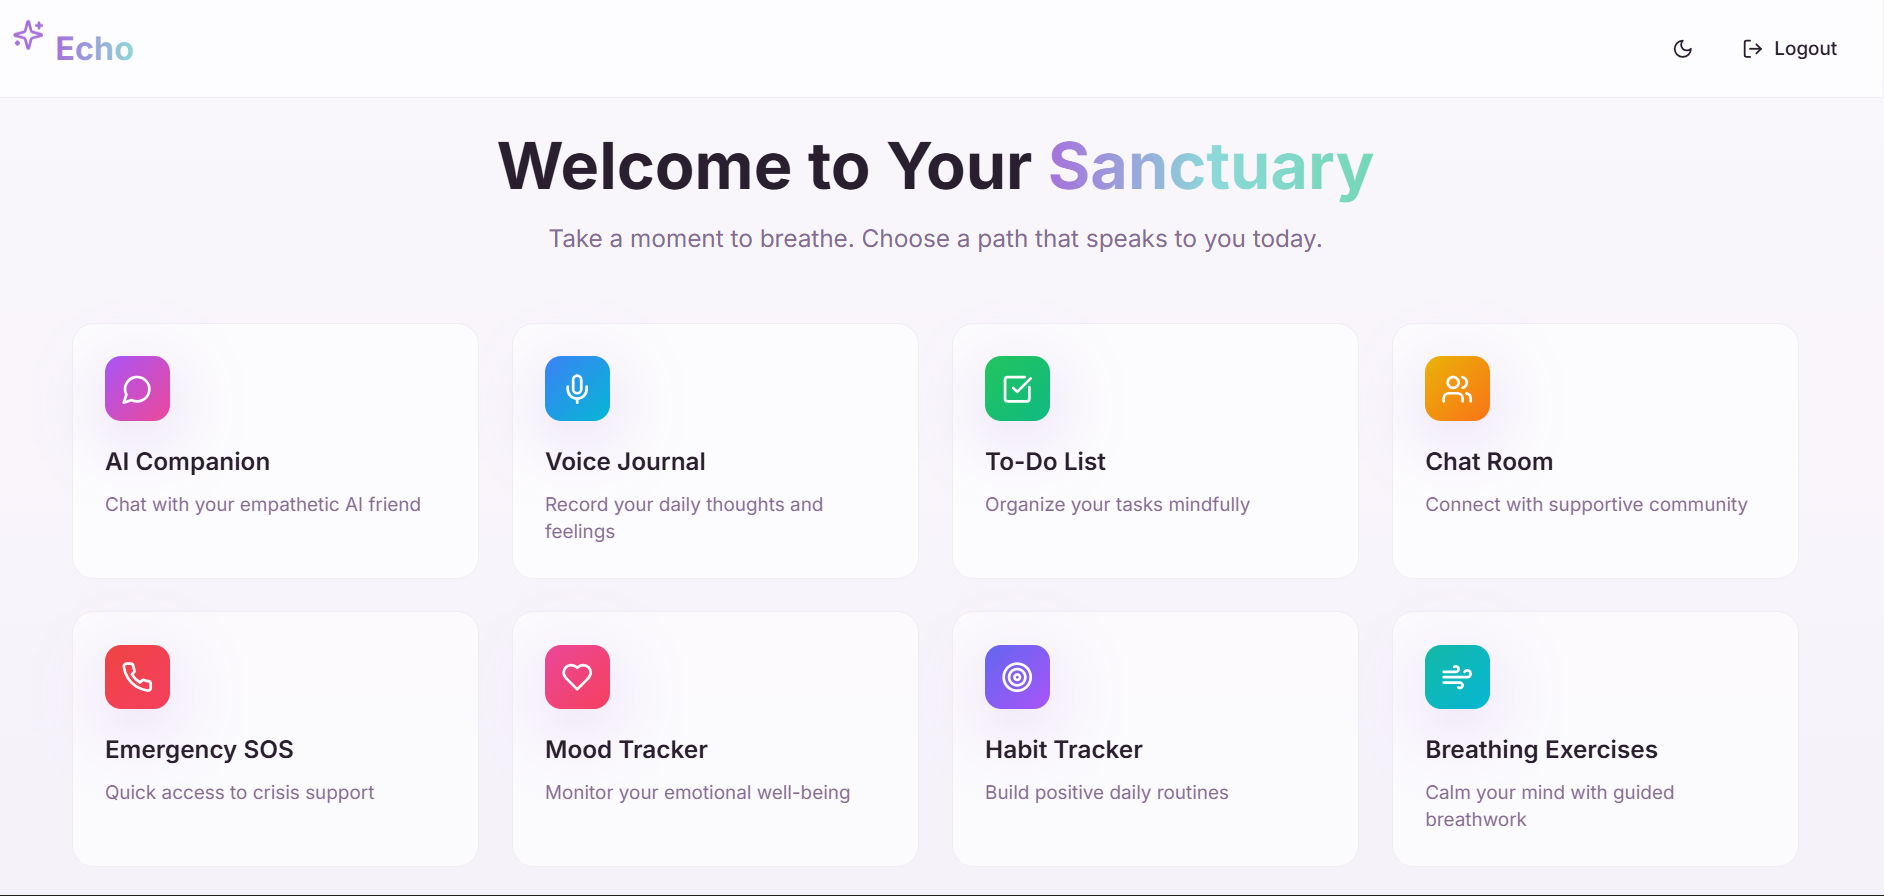 Echo
Logout
Welcome to Your Sanctuary
Take a moment to breathe. Choose a path that speaks to you today.
AI Companion
Chat with your empathetic AI friend
Voice Journal
Record your daily thoughts and
feelings
To-Do List
Organize your tasks mindfully
Chat Room
Connect with supportive community
Emergency SOS
Quick access to crisis support
Mood Tracker
Monitor your emotional well-being
Habit Tracker
Build positive daily routines
Breathing Exercises
Calm your mind with guided
breathwork